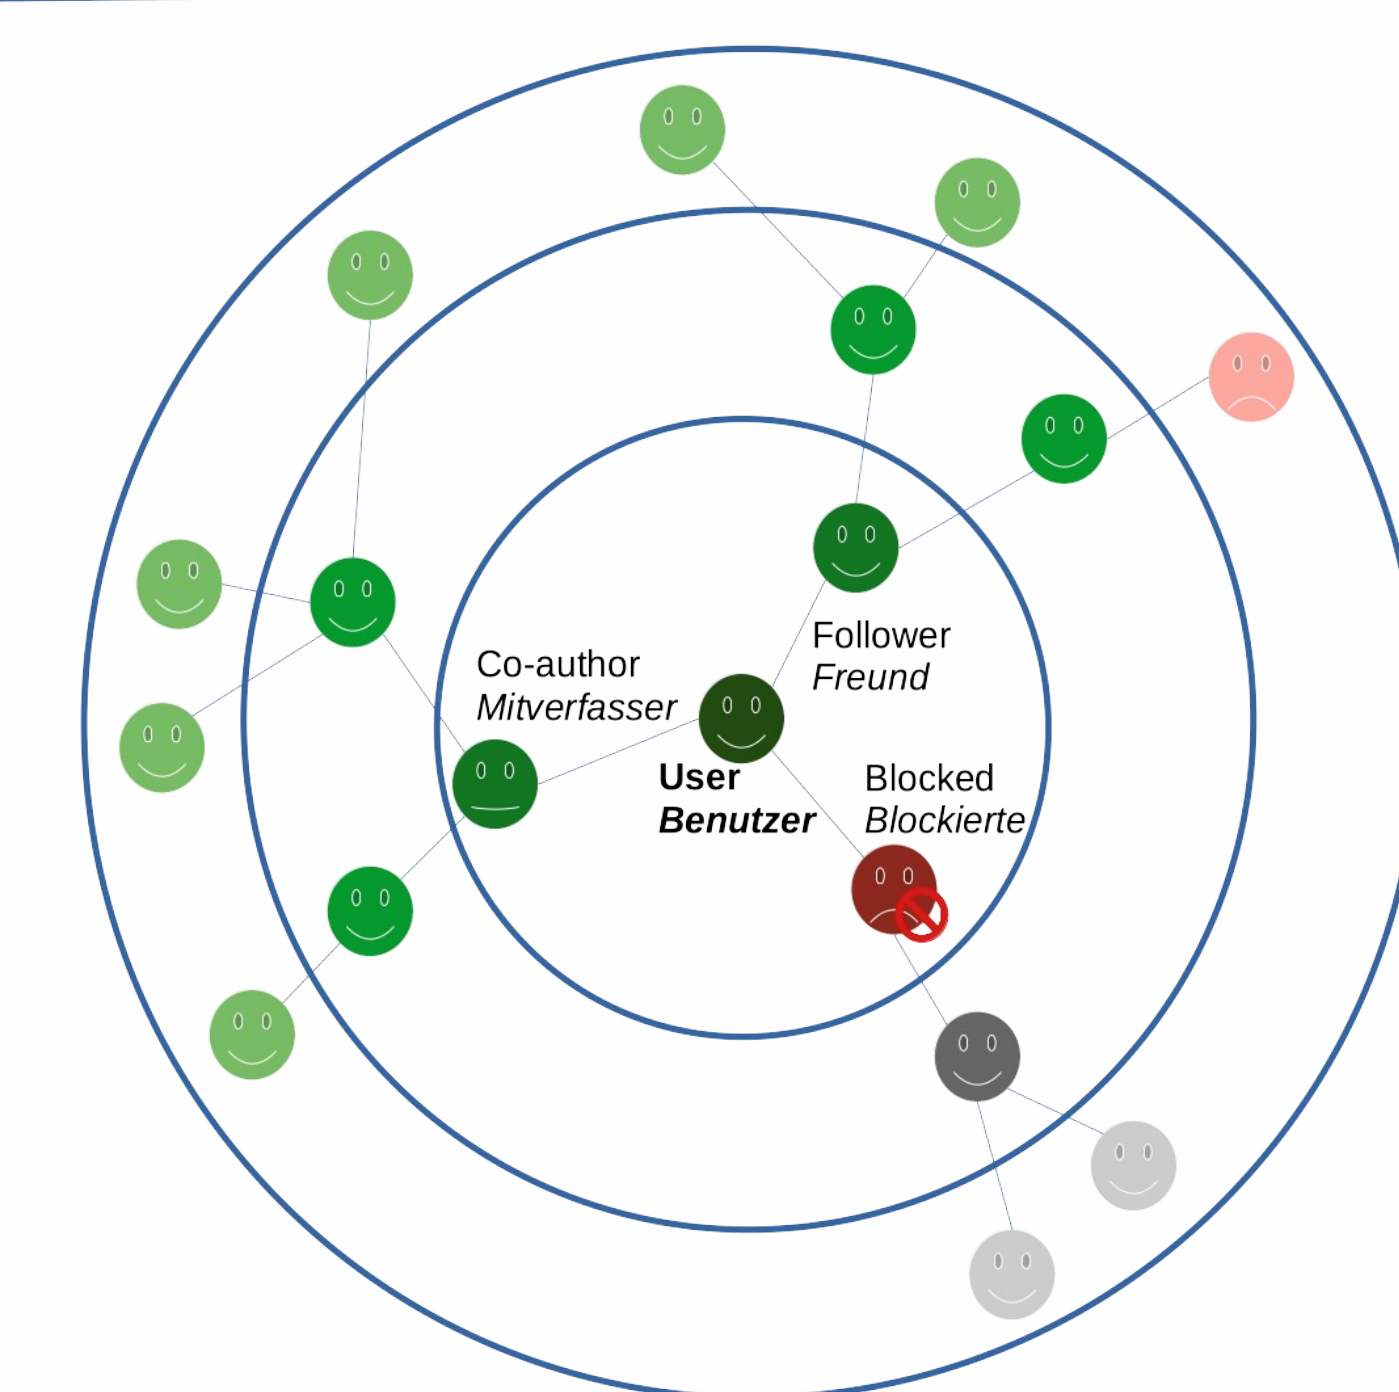 Follower
Freund
Co-author
Mitverfasser
User
Benutzer
Blocked
Blockierte